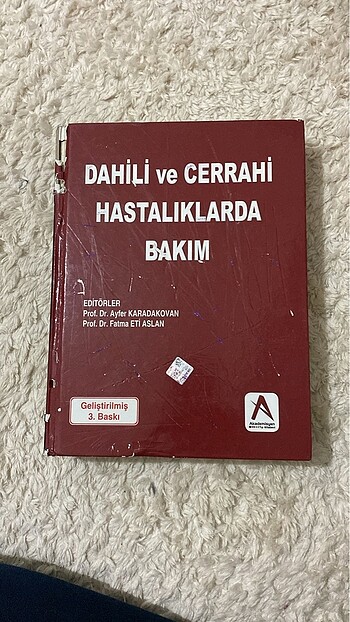 DAHİLİ ve CERRAHİ
HASTALIKLARDA
BAKIM
EDİTÖRLER
Prof. Dr. Ayfer KARADAKOVAN
Prof. Dr. Fatma ETİ ASLAN
Geliştirilmiş
3. Baskı
Akademisyen